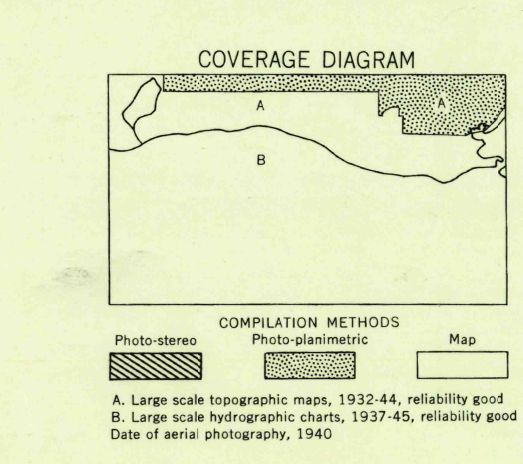 COVERAGE DIAGRAM
A
A
B
COMPILATION METHODS
Photo-stereo Photo-planimetric Map
A. Large scale topographic maps, 1932-44, reliability good
B. Large scale hydrographic charts, 1937-45, reliability good
Date of aerial photography, 1940